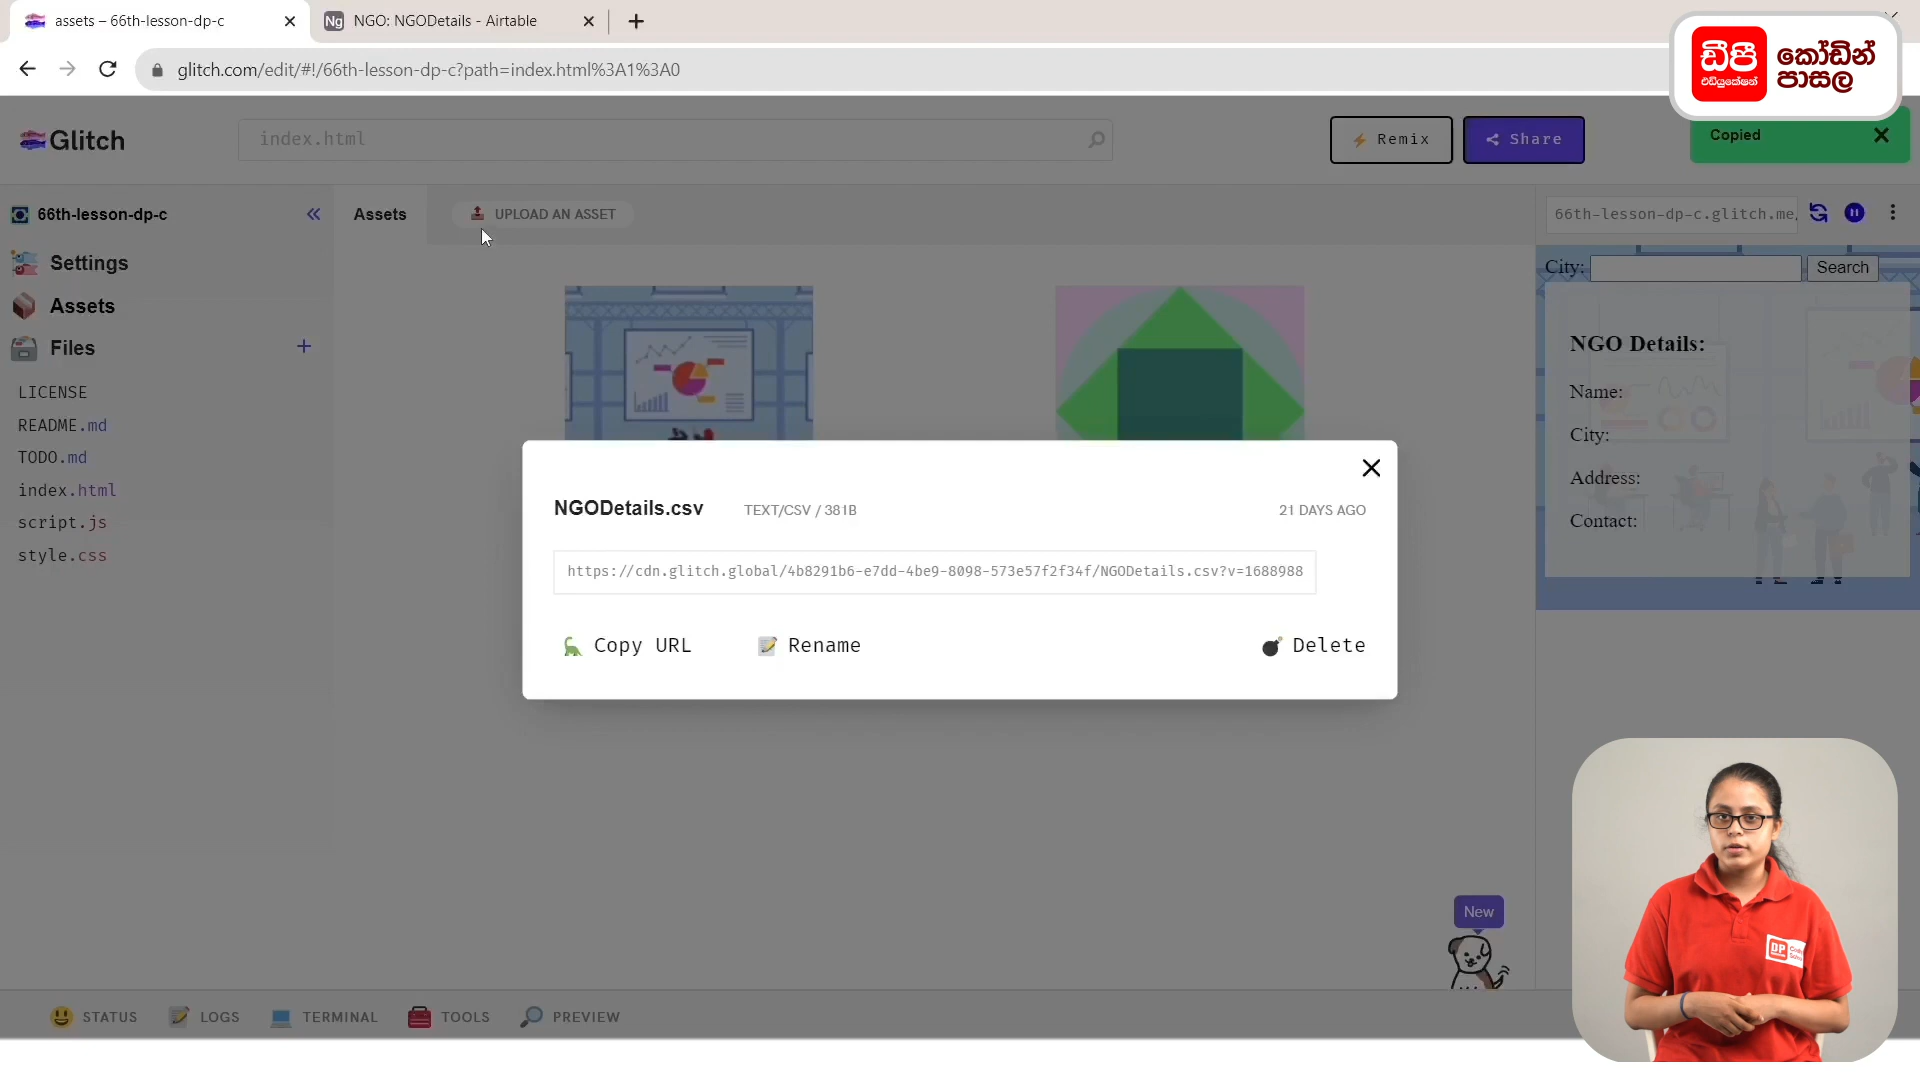 assets – 66th-lesson-dp-c
NGO: NGODetails - Airtable
glitch.com/edit/#!/66th-lesson-dp-c?path=index.html%3A1%3A0
ඩීපී
එඩියුකේෂන්
කෝඩින්
පාසල
Glitch
index.html
Remix
Share
Copied
66th-lesson-dp-c
Assets
UPLOAD AN ASSET
66th-lesson-dp-c.glitch.me/
Settings
Assets
Files
LICENSE
README.md
TODO.md
index.html
script.js
style.css
City:
Search
NGO Details:
Name:
City:
Address:
Contact:
NGODetails.csv
TEXT/CSV / 381B
21 DAYS AGO
https://cdn.glitch.global/4b8291b6-e7dd-4be9-8098-573e57f2f34f/NGODetails.csv?v=1688988
Copy URL
Rename
Delete
New
STATUS
LOGS
TERMINAL
TOOLS
PREVIEW
DP